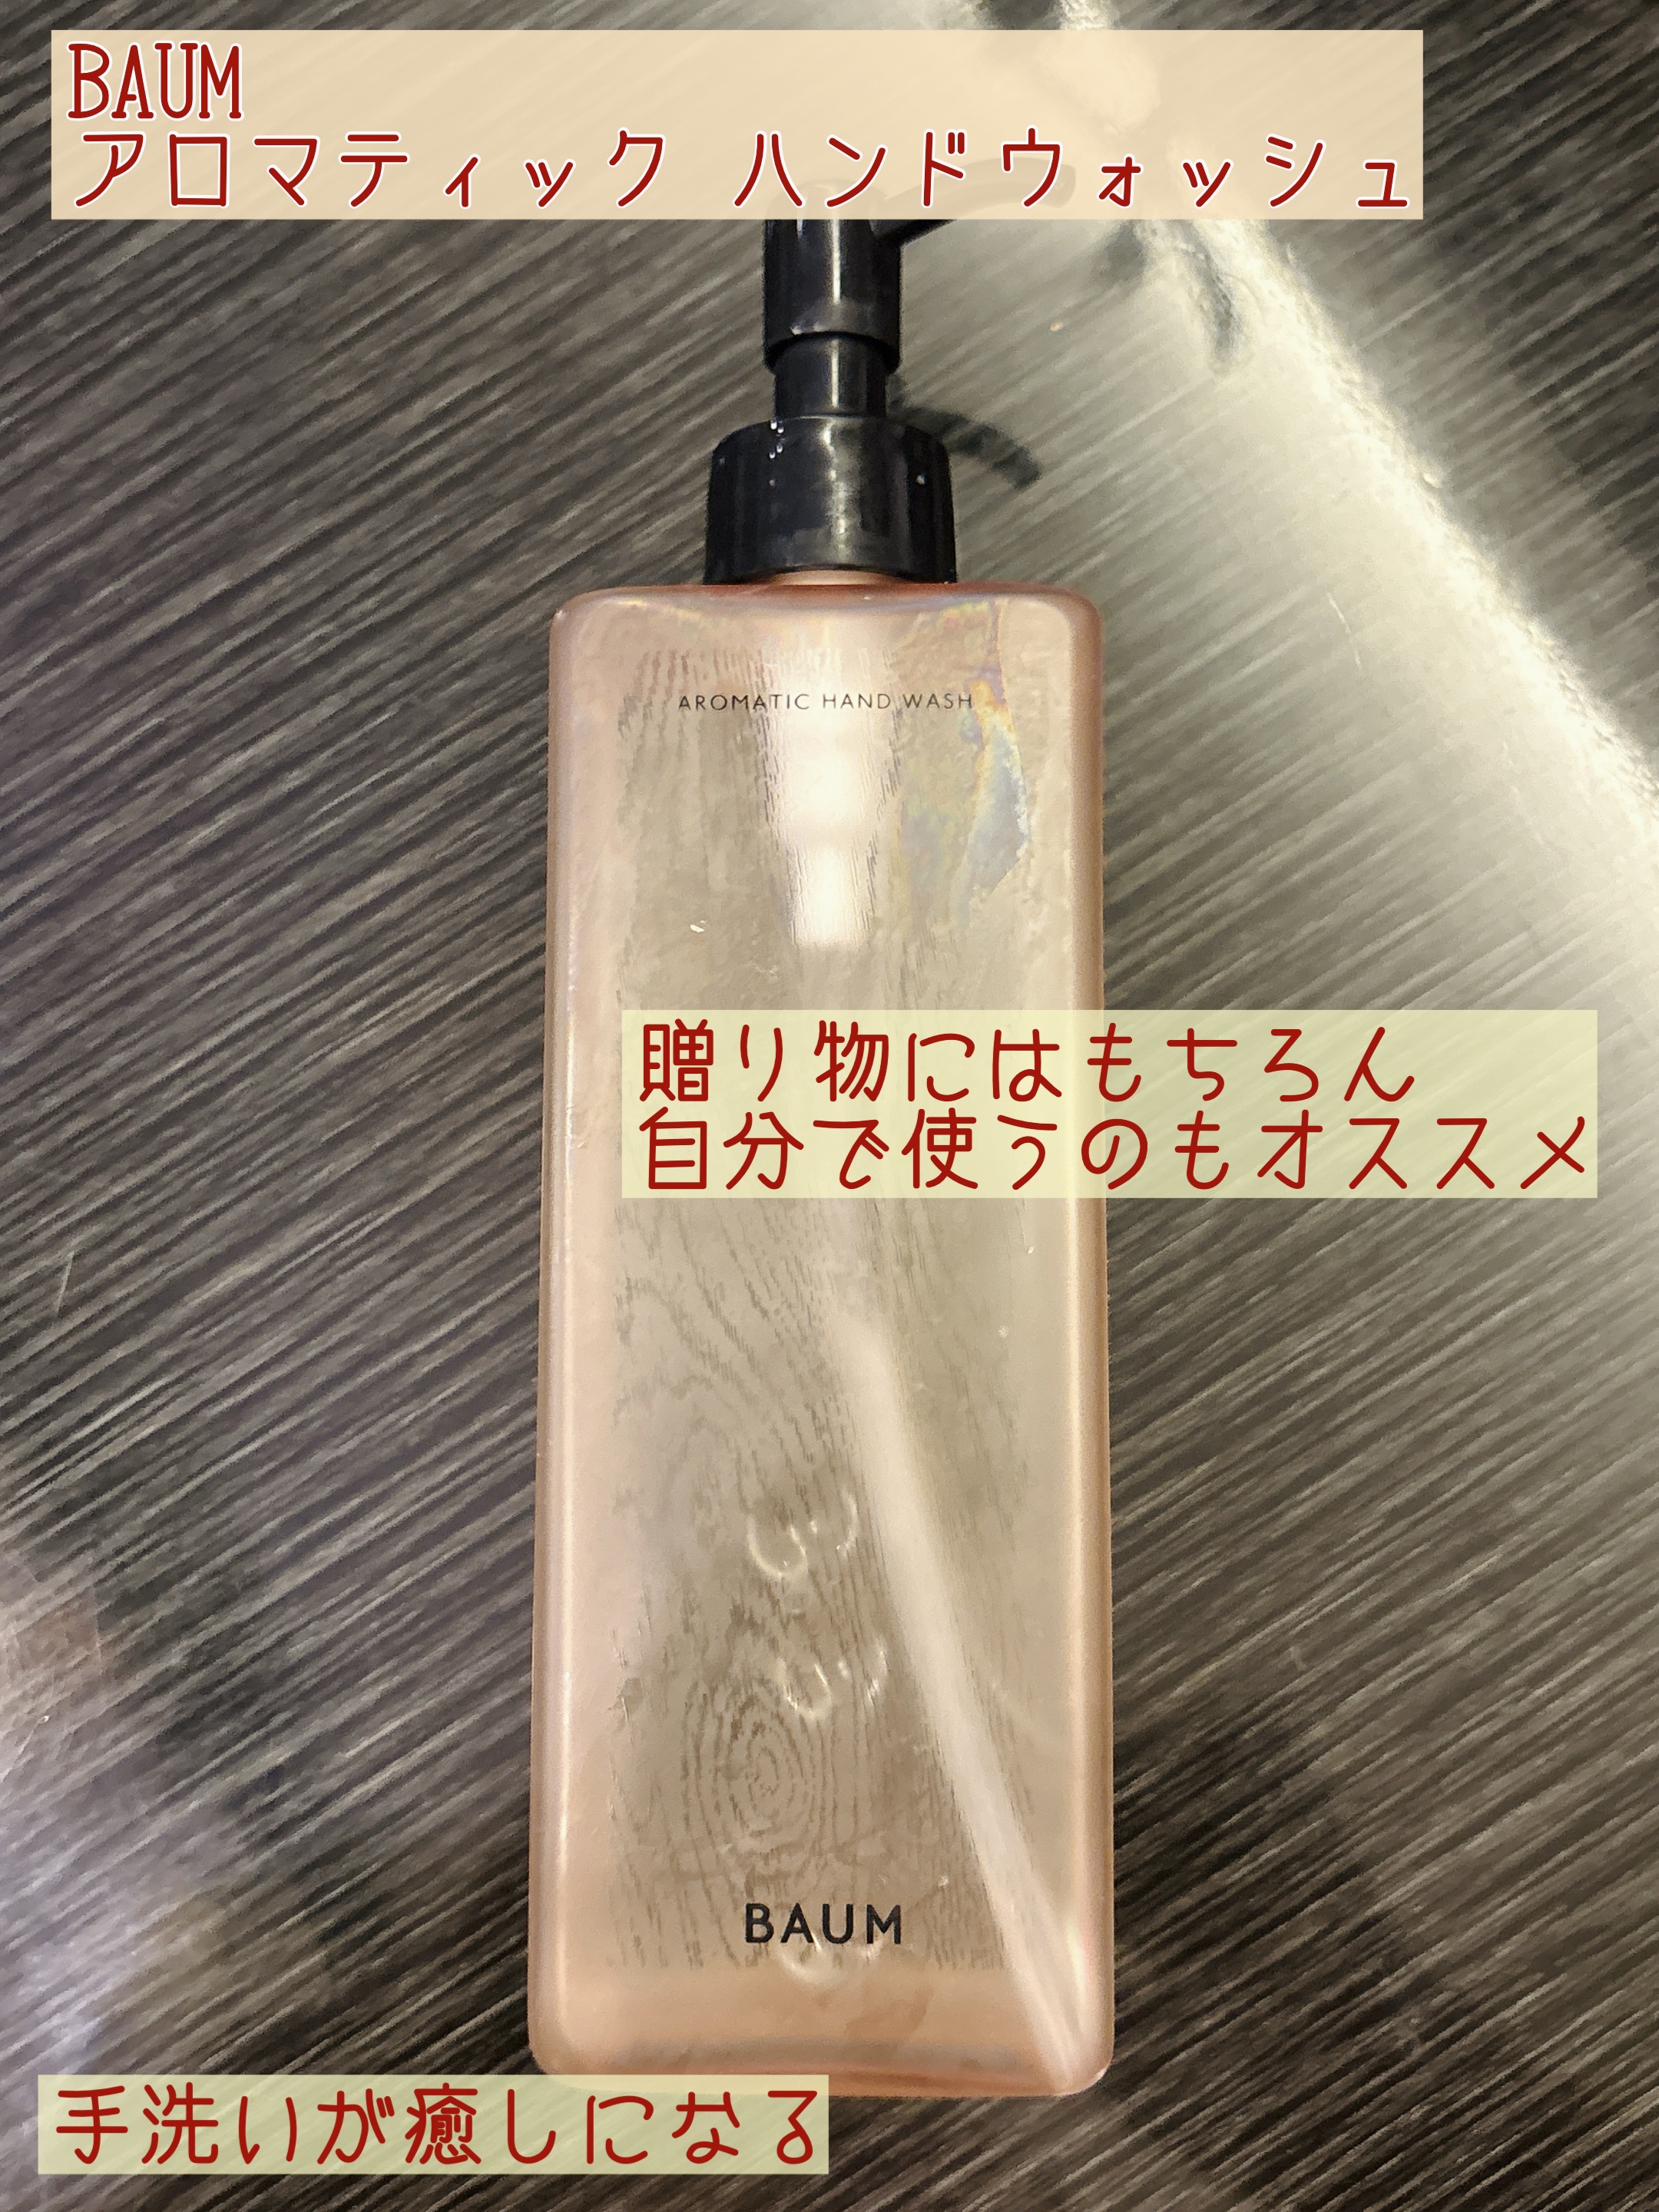 BAUM
アロマティック ハンドウォッシュ
AROMATIC HAND WASH
贈り物にはもちろん
自分で使うのもオススメ
BAUM
手洗いが癒しになる